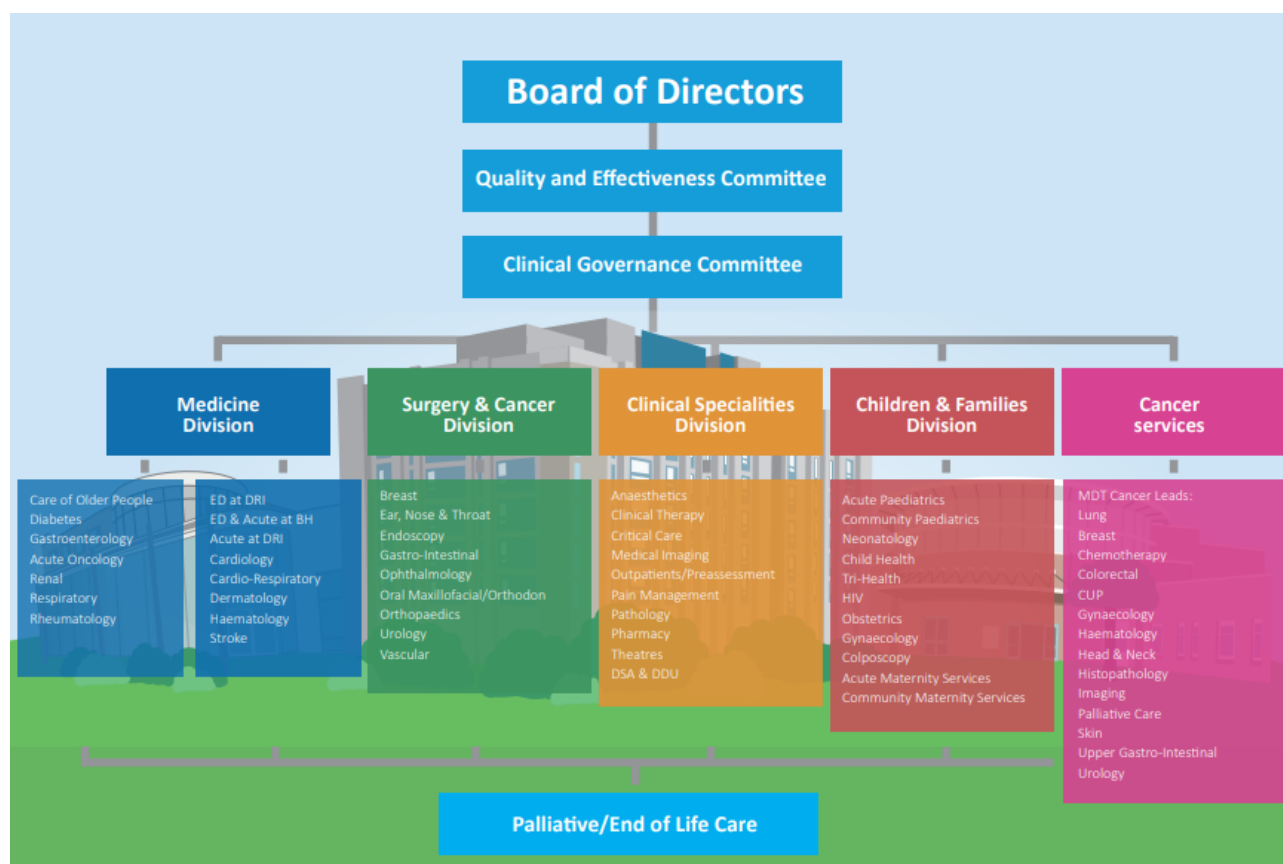 Board of Directors
Quality and Effectiveness Committee
Clinical Governance Committee
Medicine
Division
Care of Older People
Diabetes
Gastroenterology
Acute Oncology
Renal
Respiratory
Rheumatology
ED at DRI
ED & Acute at BH
Acute at DRI
Cardiology
Cardio-Respiratory
Dermatology
Haematology
Stroke
Surgery & Cancer
Division
Breast
Ear, Nose & Throat
Endoscopy
Gastro-Intestinal
Ophthalmology
Oral Maxillofacial/Orthodon
Orthopaedics
Urology
Vascular
Clinical Specialities
Division
Anaesthetics
Clinical Therapy
Critical Care
Medical Imaging
Outpatients/Preassessment
Pain Management
Pathology
Pharmacy
Theatres
DSA & DDU
Children & Families
Division
Acute Paediatrics
Community Paediatrics
Neonatology
Child Health
Tri-Health
HIV
Obstetrics
Gynaecology
Colposcopy
Acute Maternity Services
Community Maternity Services
Cancer
services
MDT Cancer Leads:
Lung
Breast
Chemotherapy
Colorectal
CUP
Gynaecology
Haematology
Head & Neck
Histopathology
Imaging
Palliative Care
Skin
Upper Gastro-Intestinal
Urology
Palliative/End of Life Care